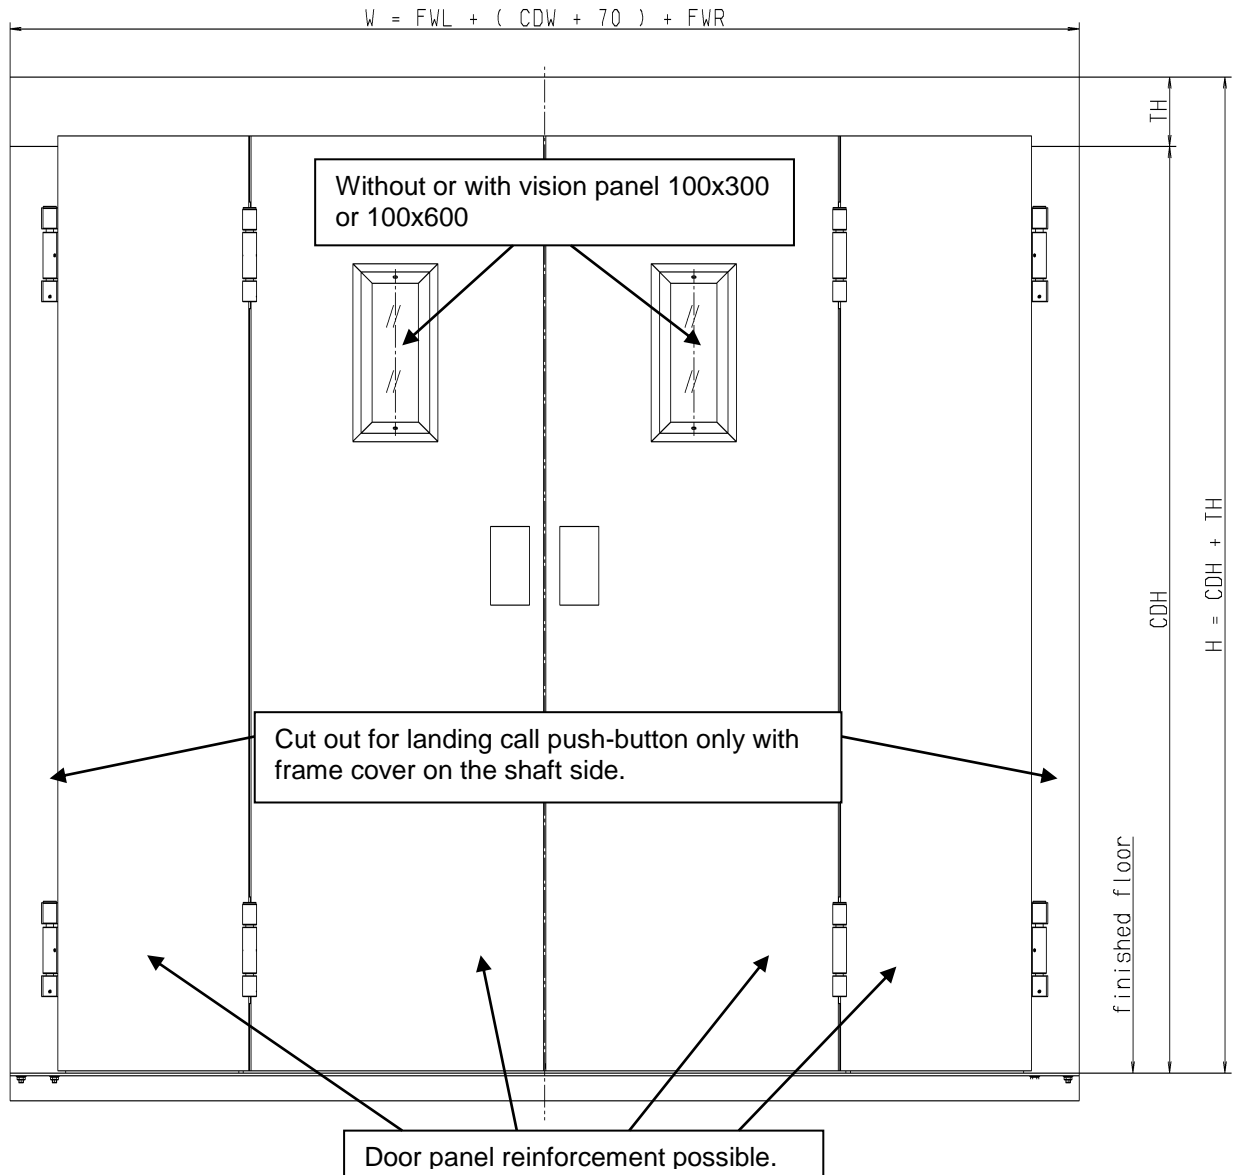 W = FWL + ( CDW + 70 ) + FWR
TH
Without or with vision panel 100x300
or 100x600
CDH
H = CDH + TH
Cut out for landing call push-button only with
frame cover on the shaft side.
finished floor
Door panel reinforcement possible.